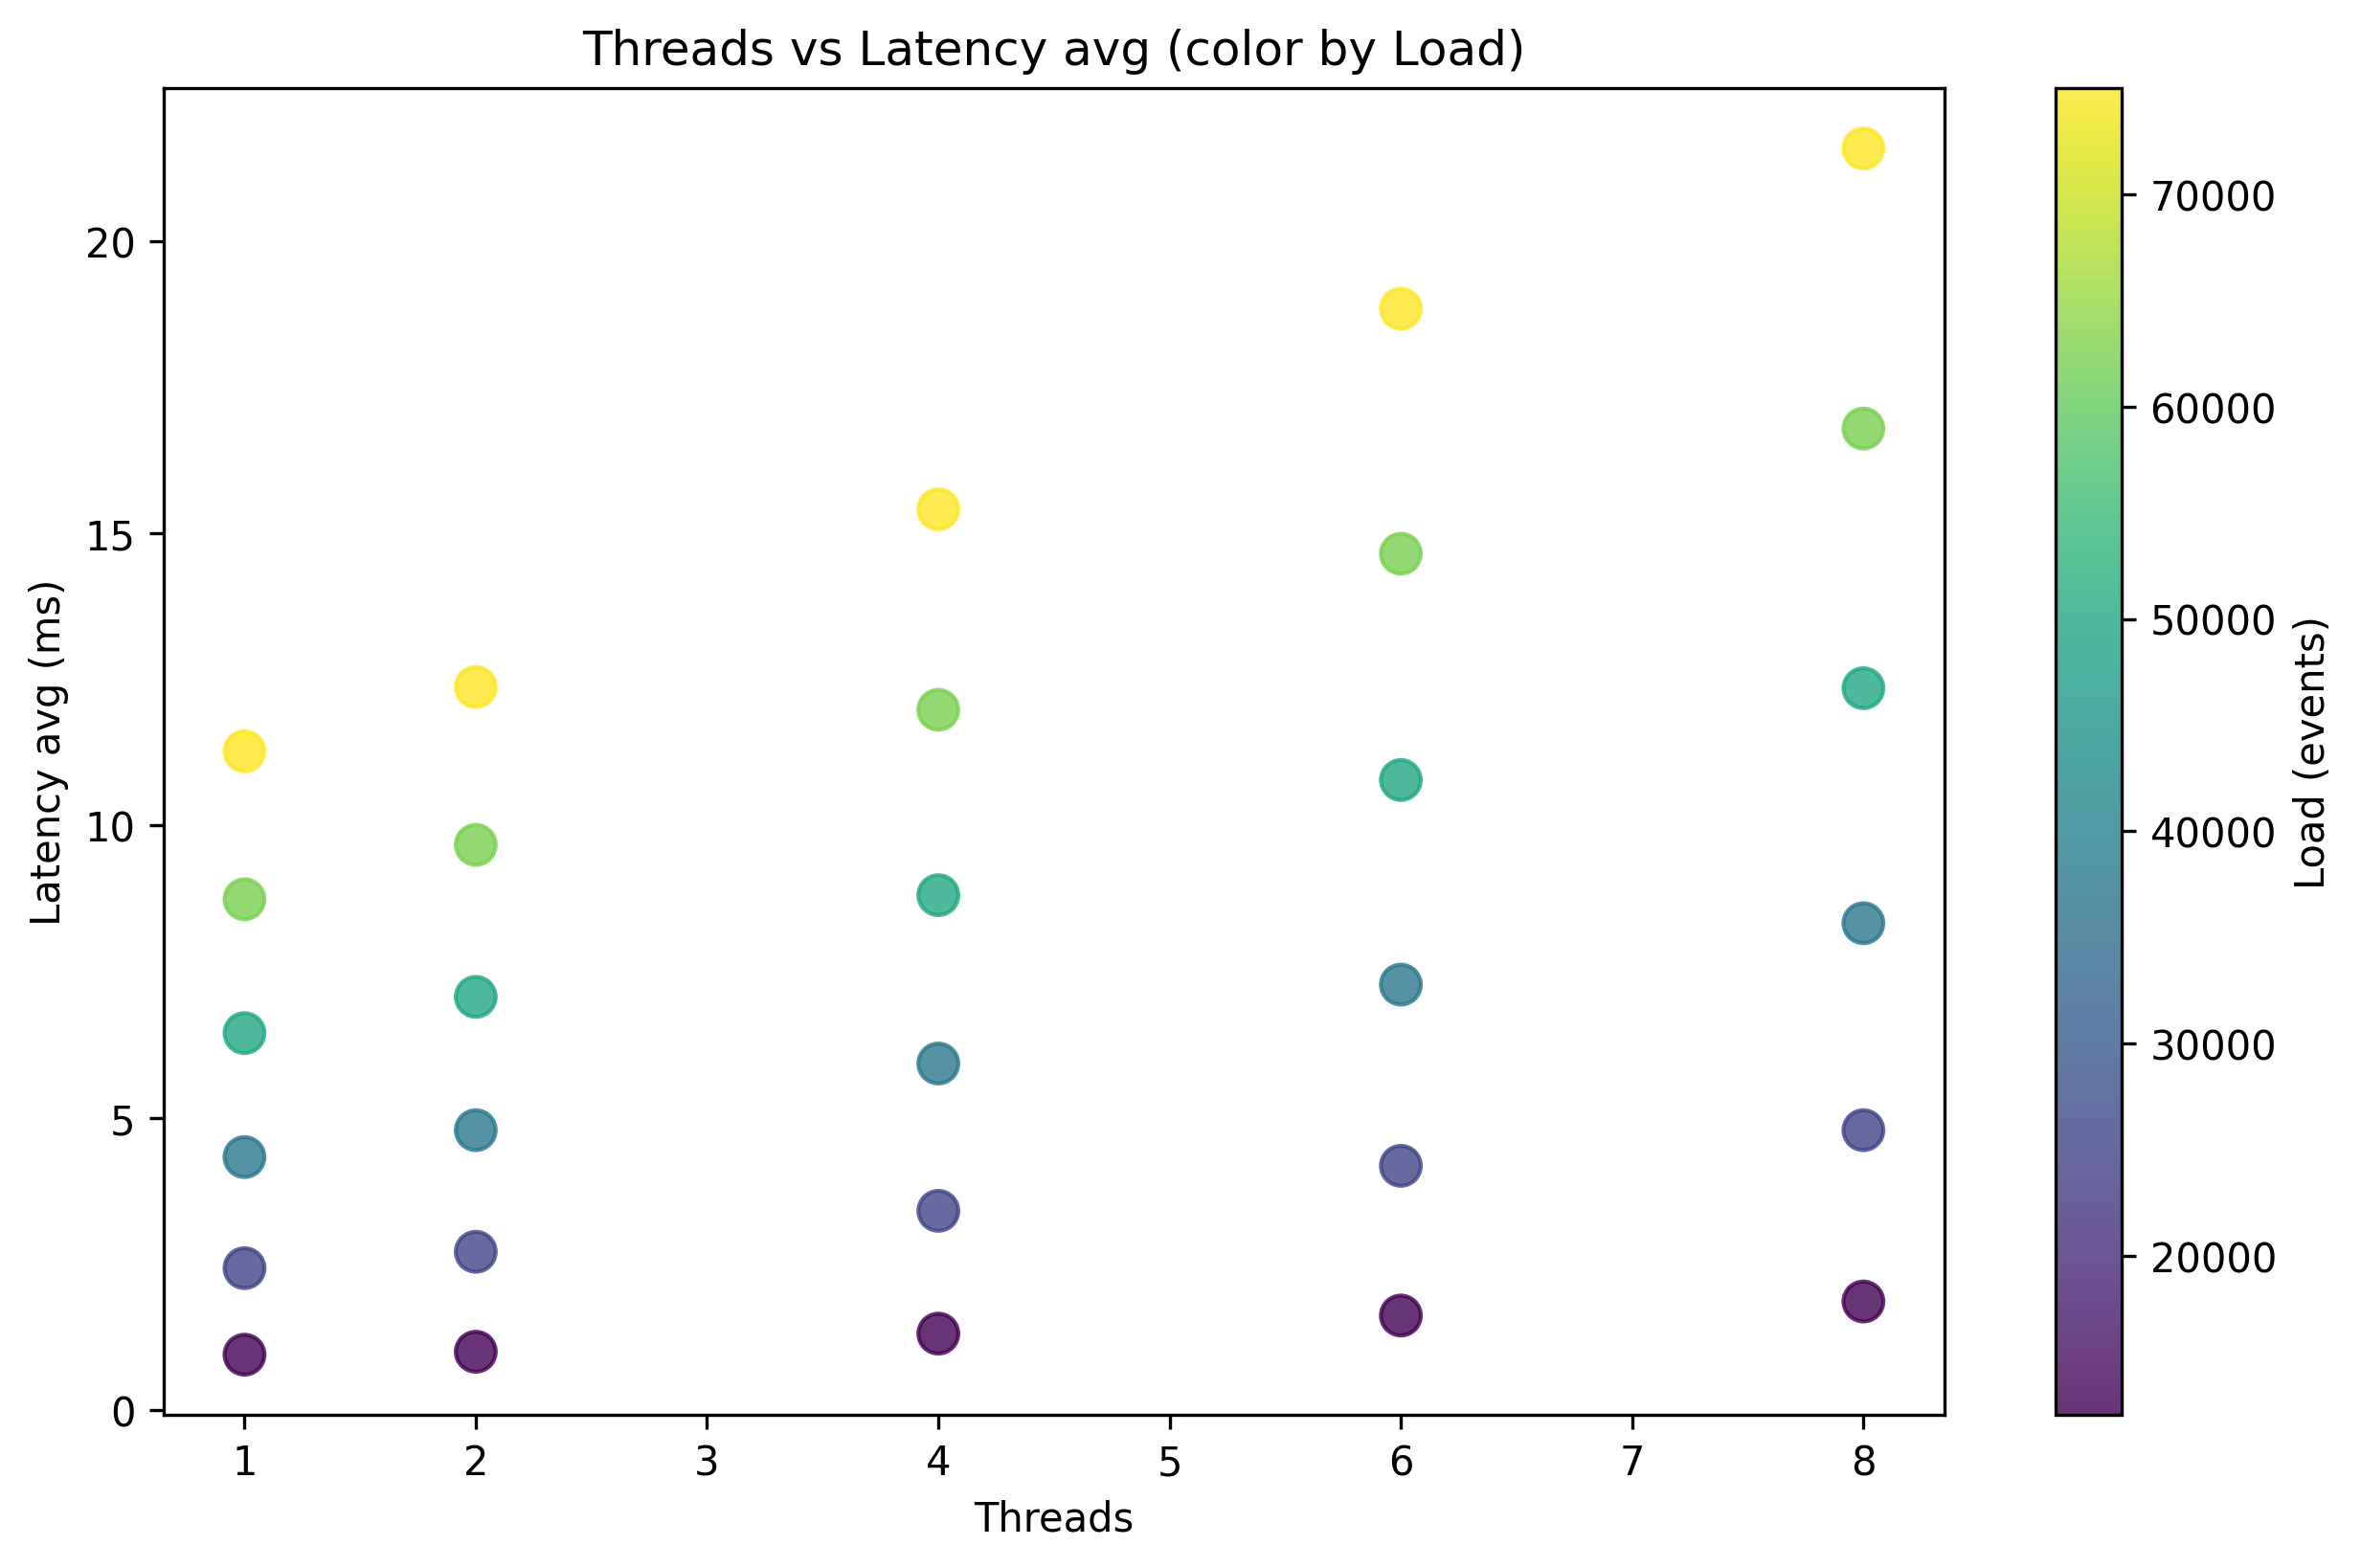 Threads vs Latency avg (color by Load)
Latency avg (ms)
20
15
10
5
0
1 2 3 4 5 6 7 8
Threads
70000
60000
50000
40000
30000
20000
Load (events)